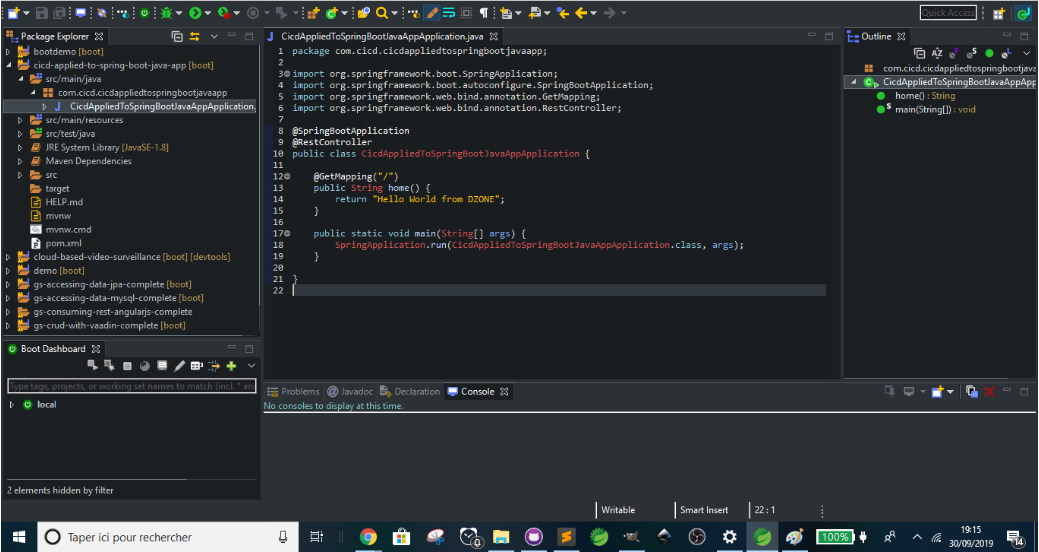 Quick Access
Package Explorer
bootdemo [boot]
cicd-applied-to-spring-boot-java-app [boot]
src/main/java
com.cicd.cicdappliedtospringbootjavaapp
CicdAppliedToSpringBootJavaAppApplication.
src/main/resources
src/test/java
JRE System Library [JavaSE-1.8]
Maven Dependencies
src
target
HELP.md
mvnw
mvnw.cmd
pom.xml
cloud-based-video-surveillance [boot] [devtools]
demo [boot]
gs-accessing-data-jpa-complete [boot]
gs-accessing-data-mysql-complete [boot]
gs-consuming-rest-angularjs-complete
gs-crud-with-vaadin-complete [boot]
Boot Dashboard
Type tags, projects, or working set names to match (incl. * an
local
2 elements hidden by filter
CicdAppliedToSpringBootJavaAppApplication.java
1 package com.cicd.cicdappliedtospringbootjavaapp;
2
3 import org.springframework.boot.SpringApplication;
4 import org.springframework.boot.autoconfigure.SpringBootApplication;
5 import org.springframework.web.bind.annotation.GetMapping;
6 import org.springframework.web.bind.annotation.RestController;
7
8 @SpringBootApplication
9 @RestController
10 public class CicdAppliedToSpringBootJavaAppApplication {
11
12 @GetMapping("/")
13 public String home() {
14 return "Hello World from DZONE";
15 }
16
17 public static void main(String[] args) {
18 SpringApplication.run(CicdAppliedToSpringBootJavaAppApplication.class, args);
19 }
20
21 }
22
Outline
com.cicd.cicdappliedtospringbootjava
CicdAppliedToSpringBootJavaAppApp
home() : String
main(String[]) : void
Problems @ Javadoc Declaration Console
No consoles to display at this time.
Writable Smart Insert 22 : 1
Taper ici pour rechercher
100%
19:15
30/09/2019
14